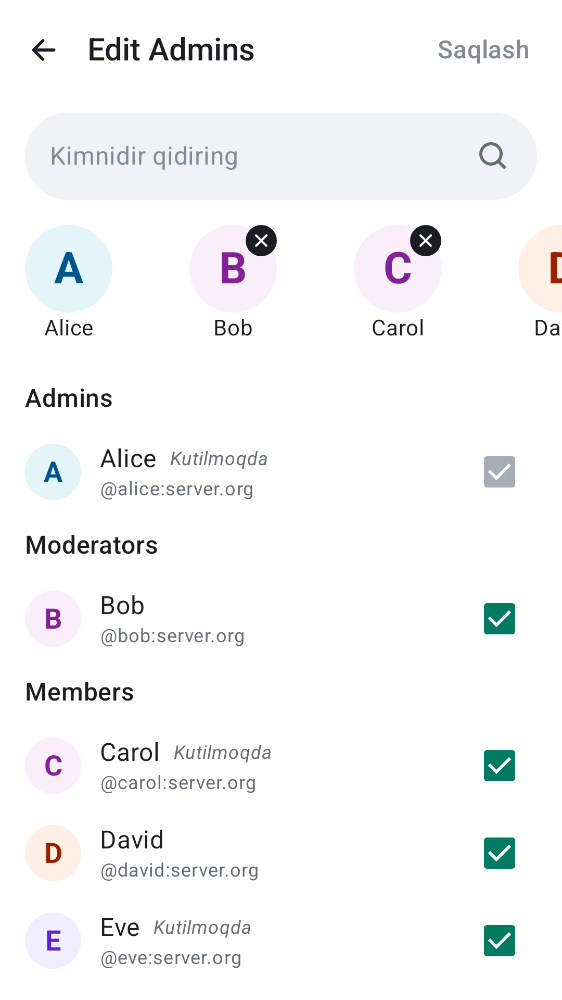 Edit Admins
Saqlash
Kimnidir qidiring
A
B
C
D
Alice
Bob
Carol
Da
Admins
A
Alice Kutilmoqda
@alice:server.org
Moderators
B
Bob
@bob:server.org
Members
C
Carol Kutilmoqda
@carol:server.org
D
David
@david:server.org
E
Eve Kutilmoqda
@eve:server.org